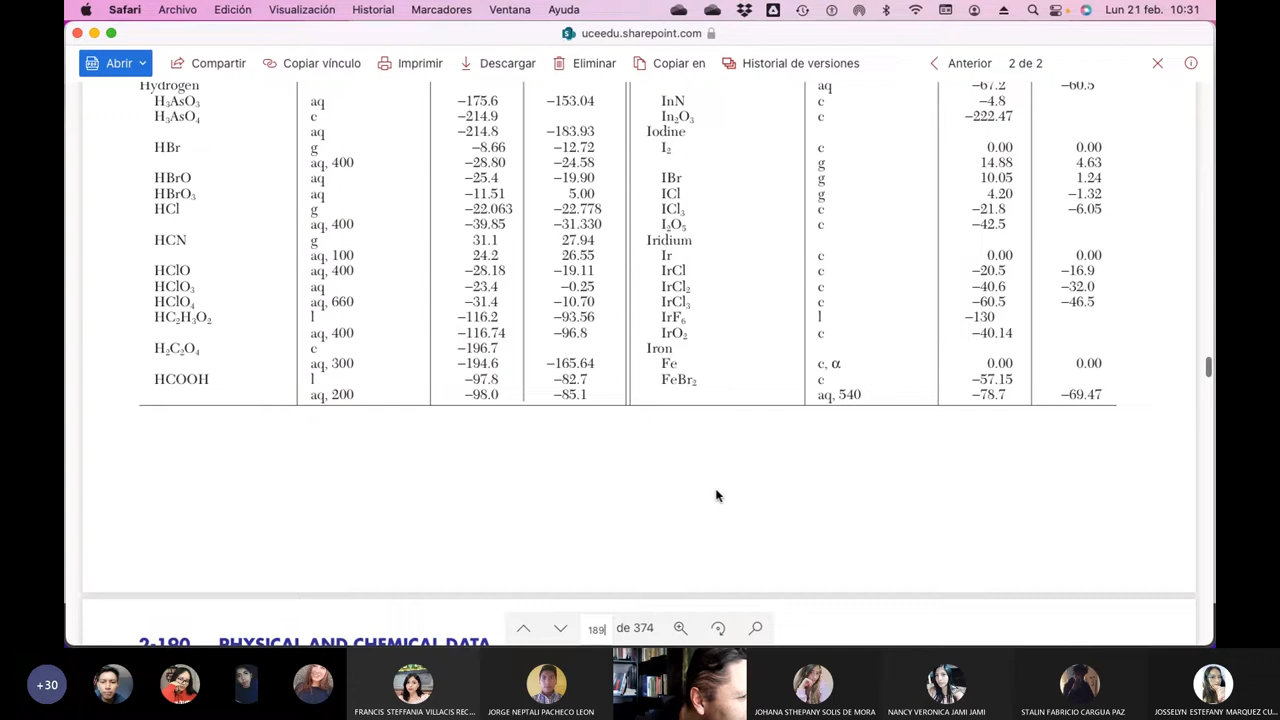 Safari Archivo Edición Visualización Historial Marcadores Ventana Ayuda Lun 21 feb. 10:31
uceedu.sharepoint.com
Abrir Compartir Copiar vínculo Imprimir Descargar Eliminar Copiar en Historial de versiones Anterior 2 de 2
Hydrogen aq −67.2 −60.5
H₃AsO₃ aq −175.6 −153.04 InN c −4.8
H₃AsO₄ c −214.9 In₂O₃ c −222.47
aq −214.8 −183.93 Iodine
HBr g −8.66 −12.72 I₂ c 0.00 0.00
aq, 400 −28.80 −24.58 g 14.88 4.63
HBrO aq −25.4 −19.90 IBr g 10.05 1.24
HBrO₃ aq −11.51 5.00 ICl g 4.20 −1.32
HCl g −22.063 −22.778 ICl₃ c −21.8 −6.05
aq, 400 −39.85 −31.330 I₂O₅ c −42.5
HCN g 31.1 27.94 Iridium
aq, 100 24.2 26.55 Ir c 0.00 0.00
HClO aq, 400 −28.18 −19.11 IrCl c −20.5 −16.9
HClO₃ aq −23.4 −0.25 IrCl₂ c −40.6 −32.0
HClO₄ aq, 660 −31.4 −10.70 IrCl₃ c −60.5 −46.5
HC₂H₃O₂ l −116.2 −93.56 IrF₆ l −130
aq, 400 −116.74 −96.8 IrO₂ c −40.14
H₂C₂O₄ c −196.7 Iron
aq, 300 −194.6 −165.64 Fe c, α 0.00 0.00
HCOOH l −97.8 −82.7 FeBr₂ c −57.15
aq, 200 −98.0 −85.1 aq, 540 −78.7 −69.47
2-190 PHYSICAL AND CHEMICAL DATA
189 de 374
+30 FRANCIS STEFFANIA VILLACIS REC... JORGE NEPTALI PACHECO LEON JOHANA STHEPANY SOLIS DE MORA NANCY VERONICA JAMI JAMI STALIN FABRICIO CARGUA PAZ JOSSELYN ESTEFANY MARQUEZ CU...